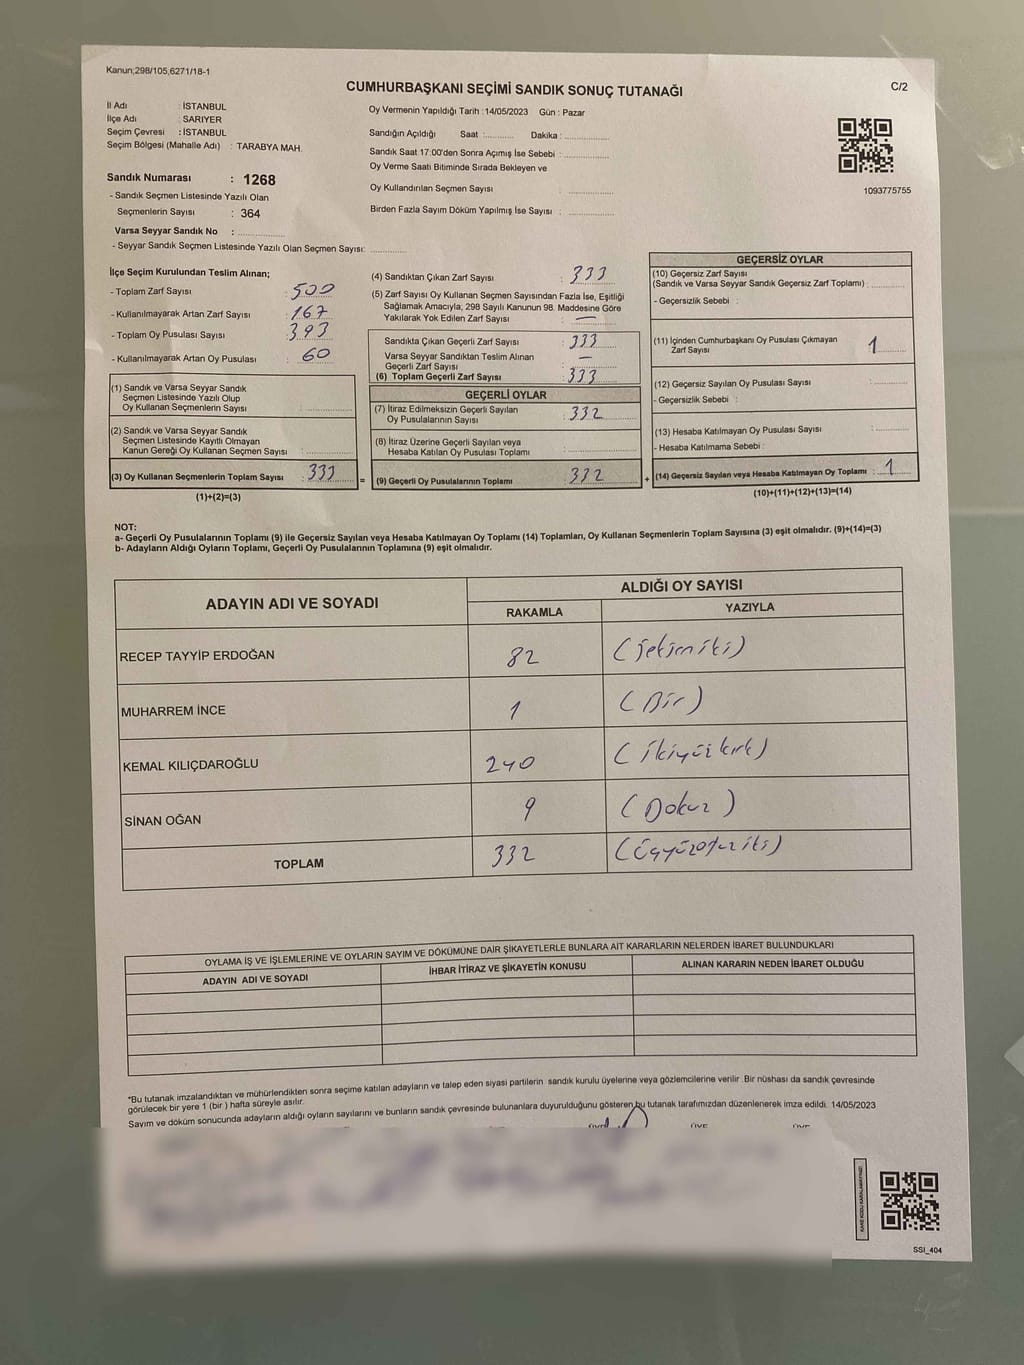 Kanun;298/105,6271/18-1
CUMHURBAŞKANI SEÇİMİ SANDIK SONUÇ TUTANAĞI
C/2
İl Adı : İSTANBUL
İlçe Adı : SARIYER
Seçim Çevresi : İSTANBUL
Seçim Bölgesi (Mahalle Adı) : TARABYA MAH.
Sandık Numarası : 1268
- Sandık Seçmen Listesinde Yazılı Olan
Seçmenlerin Sayısı : 364
Varsa Seyyar Sandık No :
- Seyyar Sandık Seçmen Listesinde Yazılı Olan Seçmen Sayısı:
Oy Vermenin Yapıldığı Tarih :14/05/2023 Gün : Pazar
Sandığın Açıldığı Saat :.......... Dakika :..........
Sandık Saat 17:00'den Sonra Açımış İse Sebebi :
Oy Verme Saati Bitiminde Sırada Bekleyen ve
Oy Kullandırılan Seçmen Sayısı :
Birden Fazla Sayım Döküm Yapılmış İse Sayısı :
1093775755
İlçe Seçim Kurulundan Teslim Alınan;
- Toplam Zarf Sayısı : 500
- Kullanılmayarak Artan Zarf Sayısı : 167
- Toplam Oy Pusulası Sayısı : 393
- Kullanılmayarak Artan Oy Pusulası : 60
(1) Sandık ve Varsa Seyyar Sandık
Seçmen Listesinde Yazılı Olup
Oy Kullanan Seçmenlerin Sayısı :
(2) Sandık ve Varsa Seyyar Sandık
Seçmen Listesinde Kayıtlı Olmayan
Kanun Gereği Oy Kullanan Seçmen Sayısı :
(3) Oy Kullanan Seçmenlerin Toplam Sayısı : 333
(1)+(2)=(3)
(4) Sandıktan Çıkan Zarf Sayısı : 333
(5) Zarf Sayısı Oy Kullanan Seçmen Sayısından Fazla İse, Eşitliği
Sağlamak Amacıyla, 298 Sayılı Kanunun 98. Maddesine Göre
Yakılarak Yok Edilen Zarf Sayısı : —
Sandıkta Çıkan Geçerli Zarf Sayısı : 333
Varsa Seyyar Sandıktan Teslim Alınan
Geçerli Zarf Sayısı : —
(6) Toplam Geçerli Zarf Sayısı : 333
GEÇERLİ OYLAR
(7) İtiraz Edilmeksizin Geçerli Sayılan
Oy Pusulalarının Sayısı : 332
(8) İtiraz Üzerine Geçerli Sayılan veya
Hesaba Katılan Oy Pusulası Toplamı :
= (9) Geçerli Oy Pusulalarının Toplamı : 332
GEÇERSİZ OYLAR
(10) Geçersiz Zarf Sayısı
(Sandık ve Varsa Seyyar Sandık Geçersiz Zarf Toplamı) :
- Geçersizlik Sebebi :
(11) İçinden Cumhurbaşkanı Oy Pusulası Çıkmayan
Zarf Sayısı : 1
(12) Geçersiz Sayılan Oy Pusulası Sayısı :
- Geçersizlik Sebebi :
(13) Hesaba Katılmayan Oy Pusulası Sayısı :
- Hesaba Katılmama Sebebi :
+ (14) Geçersiz Sayılan veya Hesaba Katılmayan Oy Toplamı : 1
(10)+(11)+(12)+(13)=(14)
NOT:
a- Geçerli Oy Pusulalarının Toplamı (9) ile Geçersiz Sayılan veya Hesaba Katılmayan Oy Toplamı (14) Toplamları, Oy Kullanan Seçmenlerin Toplam Sayısına (3) eşit olmalıdır. (9)+(14)=(3)
b- Adayların Aldığı Oyların Toplamı, Geçerli Oy Pusulalarının Toplamına (9) eşit olmalıdır.
ADAYIN ADI VE SOYADI
ALDIĞI OY SAYISI
RAKAMLA YAZIYLA
RECEP TAYYİP ERDOĞAN 82 (Seksen iki)
MUHARREM İNCE 1 (Bir)
KEMAL KILIÇDAROĞLU 240 (İkiyüz kırk)
SİNAN OĞAN 9 (Dokuz)
TOPLAM 332 (Üçyüzotuz iki)
OYLAMA İŞ VE İŞLEMLERİNE VE OYLARIN SAYIM VE DÖKÜMÜNE DAİR ŞİKAYETLERLE BUNLARA AİT KARARLARIN NELERDEN İBARET BULUNDUKLARI
ADAYIN ADI VE SOYADI İHBAR İTİRAZ VE ŞİKAYETİN KONUSU ALINAN KARARIN NEDEN İBARET OLDUĞU
*Bu tutanak imzalandıktan ve mühürlendikten sonra seçime katılan adayların ve talep eden siyasi partilerin sandık kurulu üyelerine veya gözlemcilerine verilir. Bir nüshası da sandık çevresinde
görülecek bir yere 1 (bir ) hafta süreyle asılır.
Sayım ve döküm sonucunda adayların aldığı oyların sayılarını ve bunların sandık çevresinde bulunanlara duyurulduğunu gösteren bu tutanak tarafımızdan düzenlenerek imza edildi. 14/05/2023
KARE KODU KARALAMAYINIZ!
SSI_404